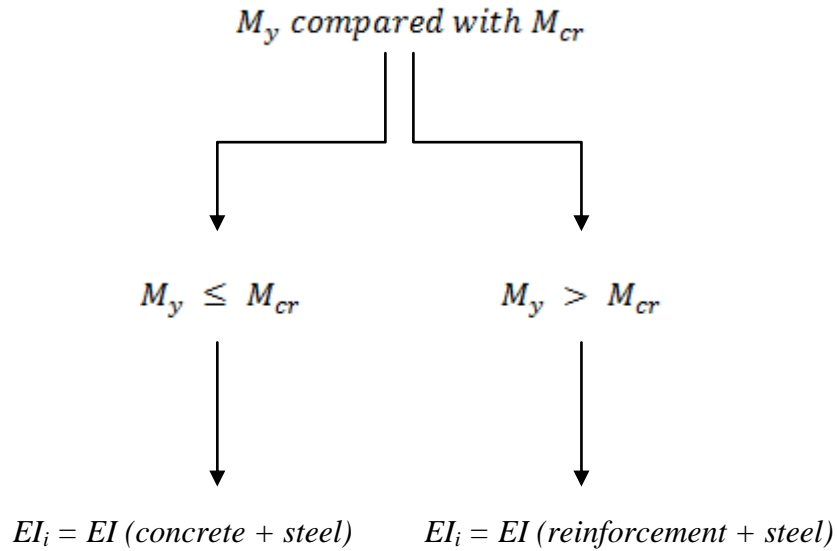 M_y compared with M_cr
M_y ≤ M_cr
M_y > M_cr
EI_i = EI (concrete + steel)
EI_i = EI (reinforcement + steel)